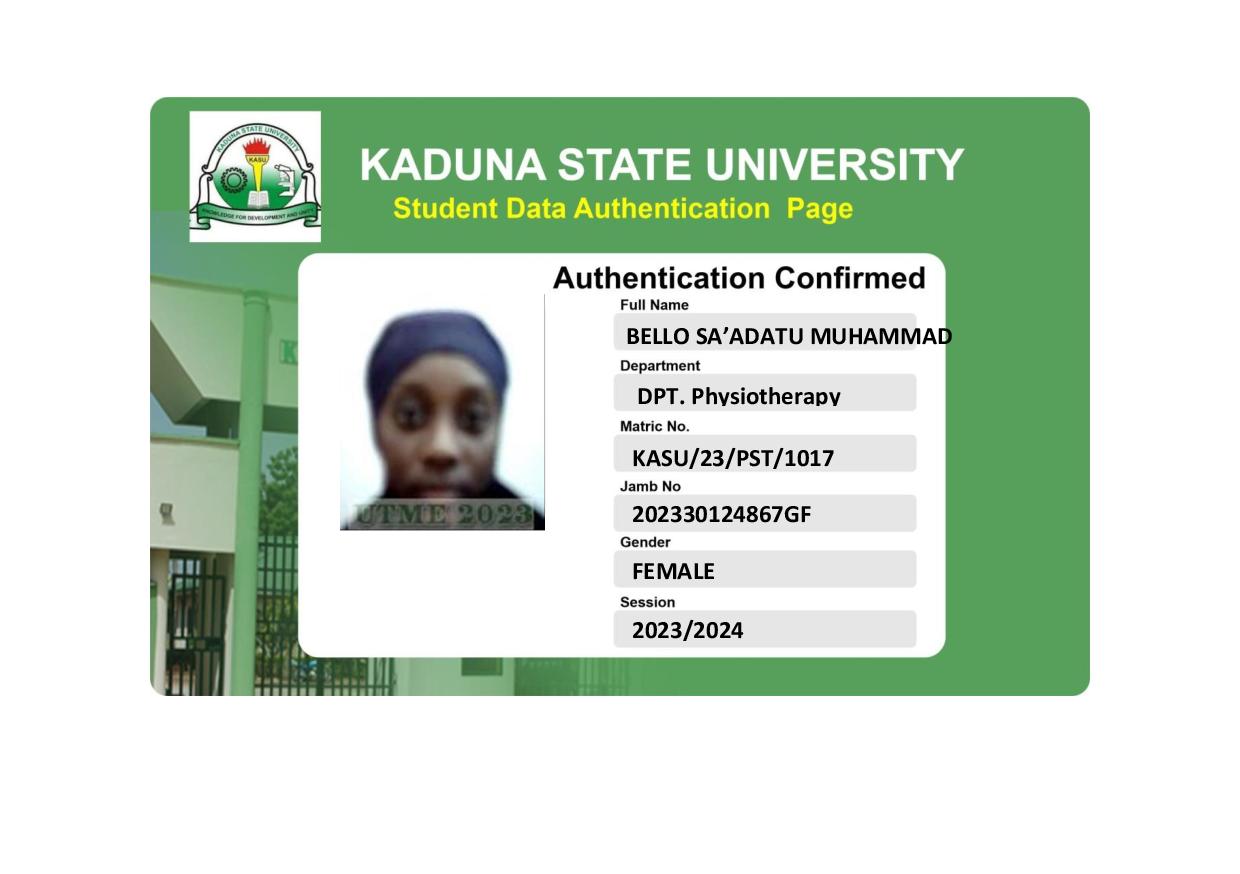 KADUNA STATE UNIVERSITY
KASU
KNOWLEDGE FOR DEVELOPMENT AND UNITY
KADUNA STATE UNIVERSITY
Student Data Authentication Page
Authentication Confirmed
Full Name
BELLO SA’ADATU MUHAMMAD
Department
DPT. Physiotherapy
Matric No.
KASU/23/PST/1017
Jamb No
202330124867GF
Gender
FEMALE
Session
2023/2024
UTME 2023
K